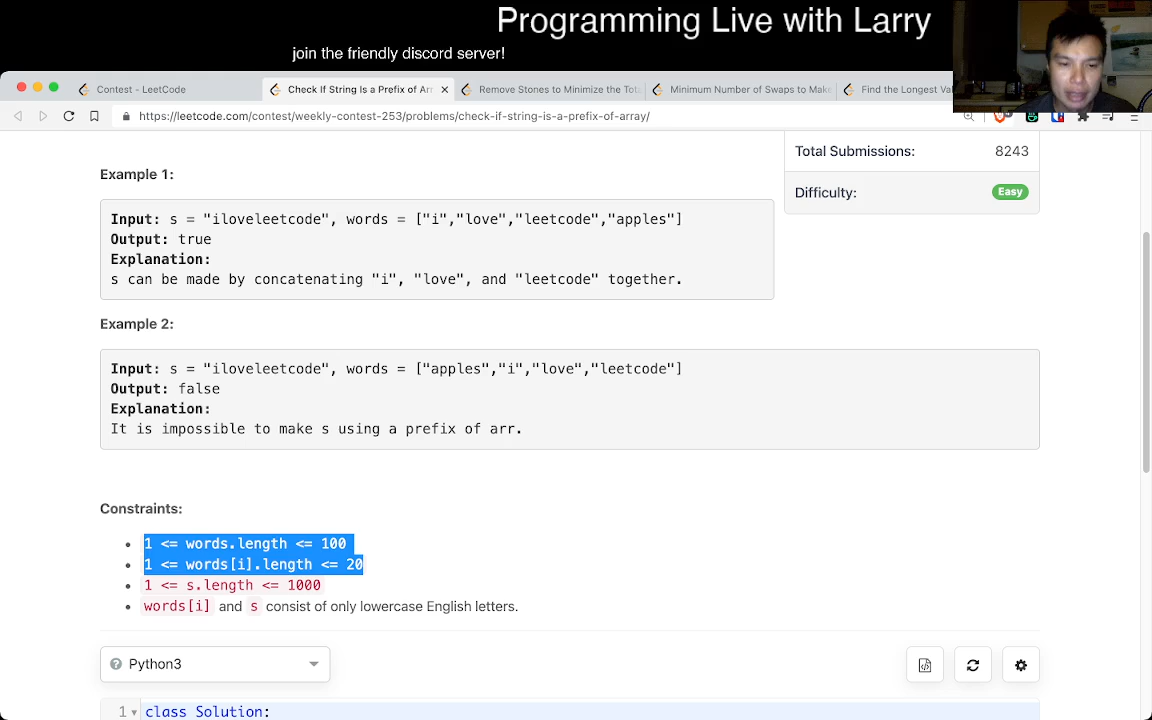 Programming Live with Larry
join the friendly discord server!
Contest - LeetCode
Check If String Is a Prefix of Arr
Remove Stones to Minimize the Tota
Minimum Number of Swaps to Make
Find the Longest Val
https://leetcode.com/contest/weekly-contest-253/problems/check-if-string-is-a-prefix-of-array/
Total Submissions: 8243
Difficulty: Easy
Example 1:
Input: s = "iloveleetcode", words = ["i","love","leetcode","apples"]
Output: true
Explanation:
s can be made by concatenating "i", "love", and "leetcode" together.
Example 2:
Input: s = "iloveleetcode", words = ["apples","i","love","leetcode"]
Output: false
Explanation:
It is impossible to make s using a prefix of arr.
Constraints:
1 <= words.length <= 100
1 <= words[i].length <= 20
1 <= s.length <= 1000
words[i] and s consist of only lowercase English letters.
Python3
1 class Solution: